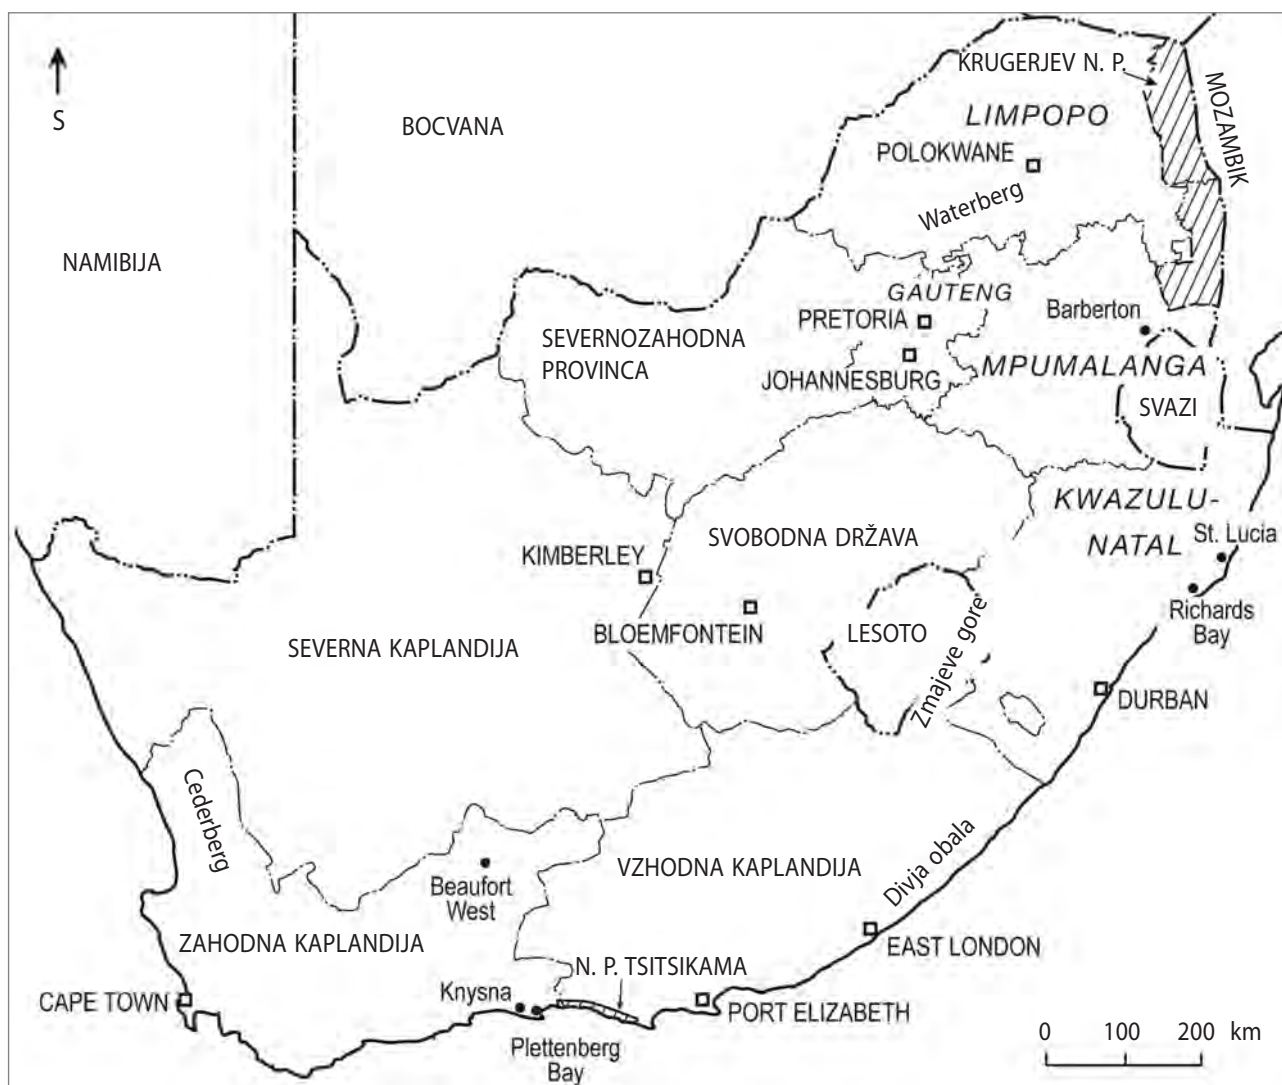 S
BOCVANA
NAMIBIJA
KRUGERJEV N. P.
LIMPOPO
MOZAMBIK
POLOKWANE
Waterberg
GAUTENG
PRETORIA
JOHANNESBURG
Barberton
MPUMALANGA
SVAZI
SEVERNOZAHODNA
PROVINCA
KWAZULU-
NATAL
St. Lucia
Richards
Bay
SVOBODNA DRŽAVA
KIMBERLEY
BLOEMFONTEIN
LESOTO
Zmajeve gore
DURBAN
SEVERNA KAPLANDIJA
Cederberg
Beaufort
West
VZHODNA KAPLANDIJA
Divja obala
ZAHODNA KAPLANDIJA
EAST LONDON
N. P. TSITSIKAMA
CAPE TOWN
Knysna
Plettenberg
Bay
PORT ELIZABETH
0 100 200 km